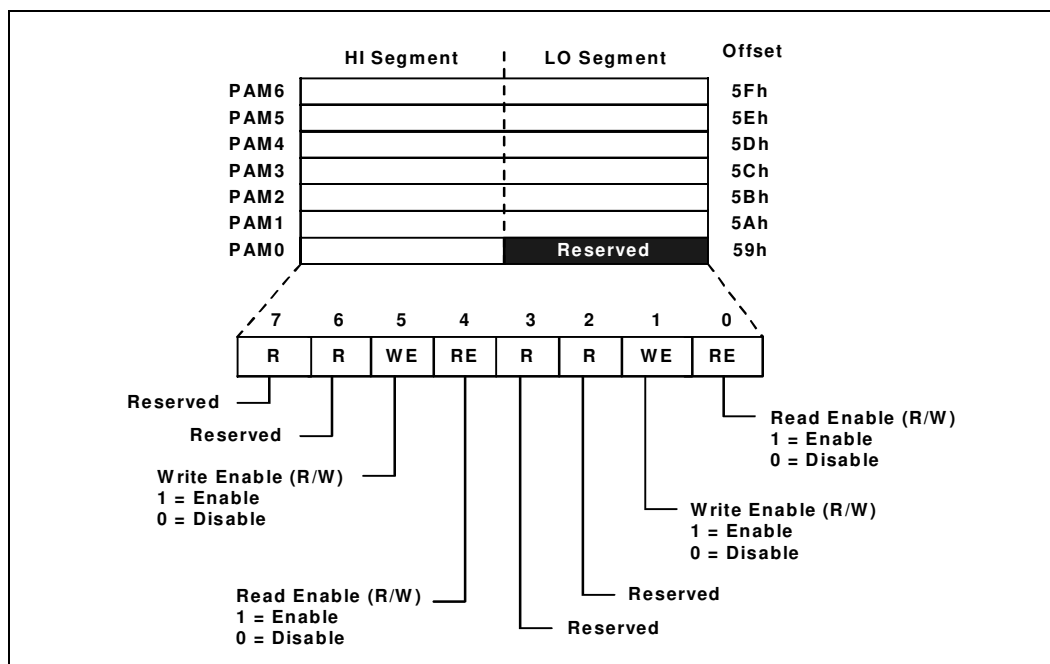 HI Segment LO Segment Offset
PAM6 5Fh
PAM5 5Eh
PAM4 5Dh
PAM3 5Ch
PAM2 5Bh
PAM1 5Ah
PAM0 Reserved 59h
7 6 5 4 3 2 1 0
R R WE RE R R WE RE
Reserved
Reserved
Write Enable (R/W)
1 = Enable
0 = Disable
Read Enable (R/W)
1 = Enable
0 = Disable
Reserved
Reserved
Write Enable (R/W)
1 = Enable
0 = Disable
Read Enable (R/W)
1 = Enable
0 = Disable